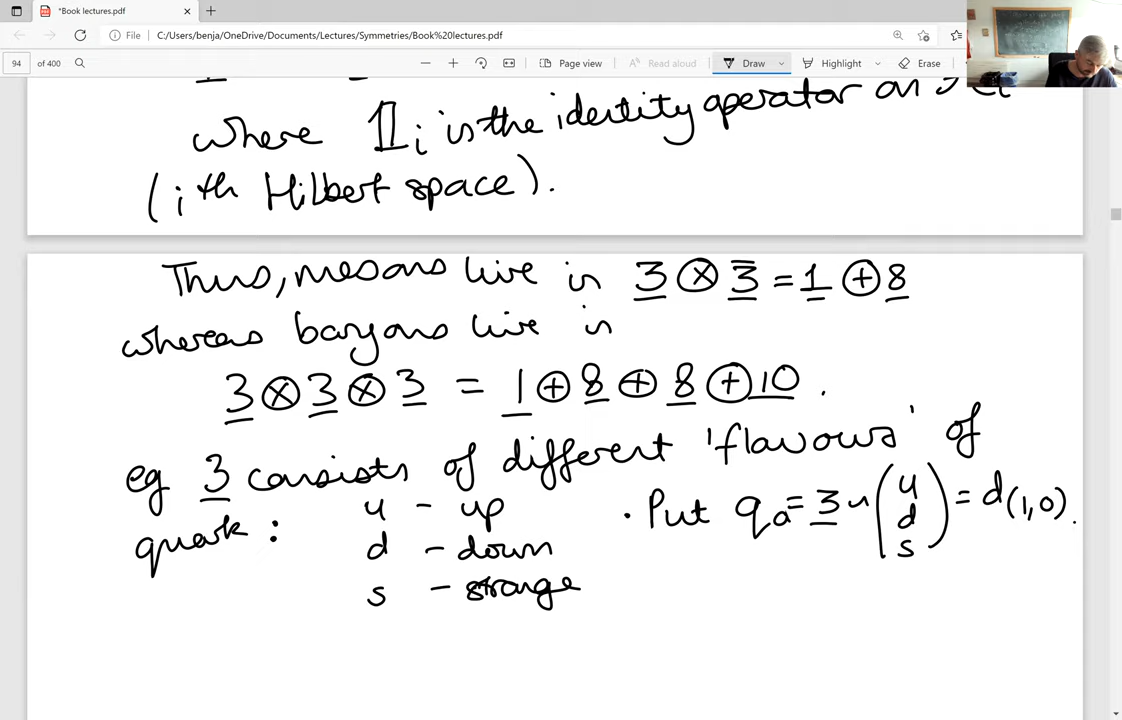 *Book lectures.pdf
File C:/Users/benja/OneDrive/Documents/Lectures/Symmetries/Book%20lectures.pdf
94 of 400 Page view Read aloud Draw Highlight Erase
where 𝟙i is the identity operator on
(ith Hilbert space).
Thus, mesons live in 3 ⊗ 3̅ = 1 ⊕ 8
whereas baryons live in
3 ⊗ 3 ⊗ 3 = 1 ⊕ 8 ⊕ 8 ⊕ 10 .
eg 3 consists of different 'flavours' of
quark : u - up
d - down
s - strange
. Put qa = 3 ~ (u d s) = d(1,0).